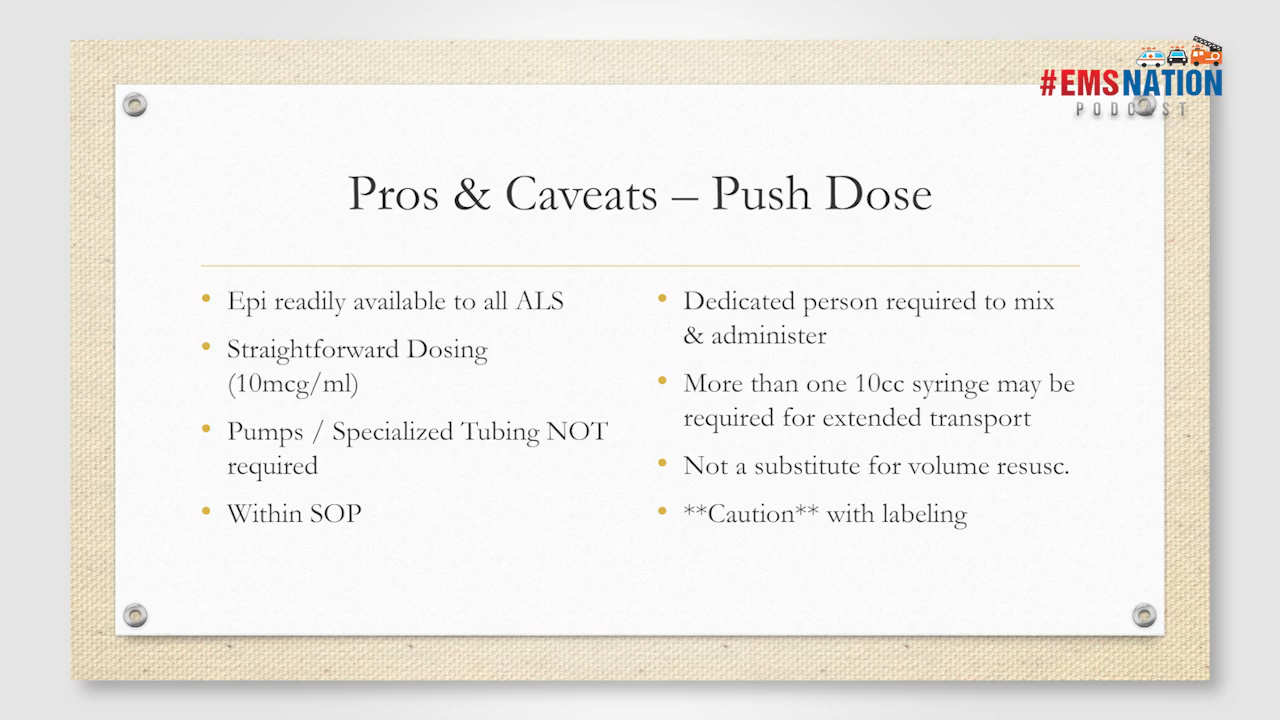 #EMSNATION
PODCAST
Pros & Caveats – Push Dose
• Epi readily available to all ALS
• Straightforward Dosing
(10mcg/ml)
• Pumps / Specialized Tubing NOT
required
• Within SOP
• Dedicated person required to mix
& administer
• More than one 10cc syringe may be
required for extended transport
• Not a substitute for volume resusc.
• **Caution** with labeling